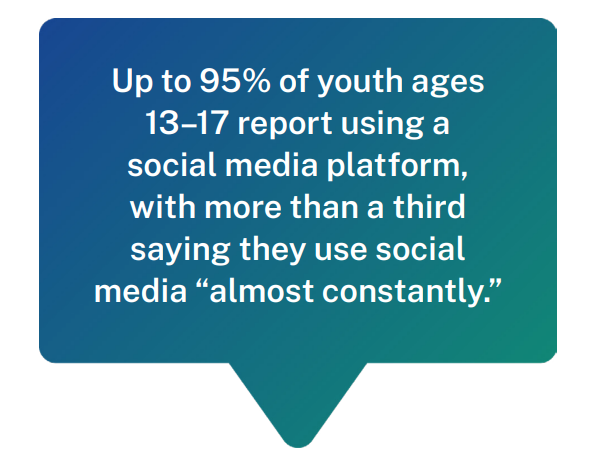 Up to 95% of youth ages
13–17 report using a
social media platform,
with more than a third
saying they use social
media “almost constantly.”